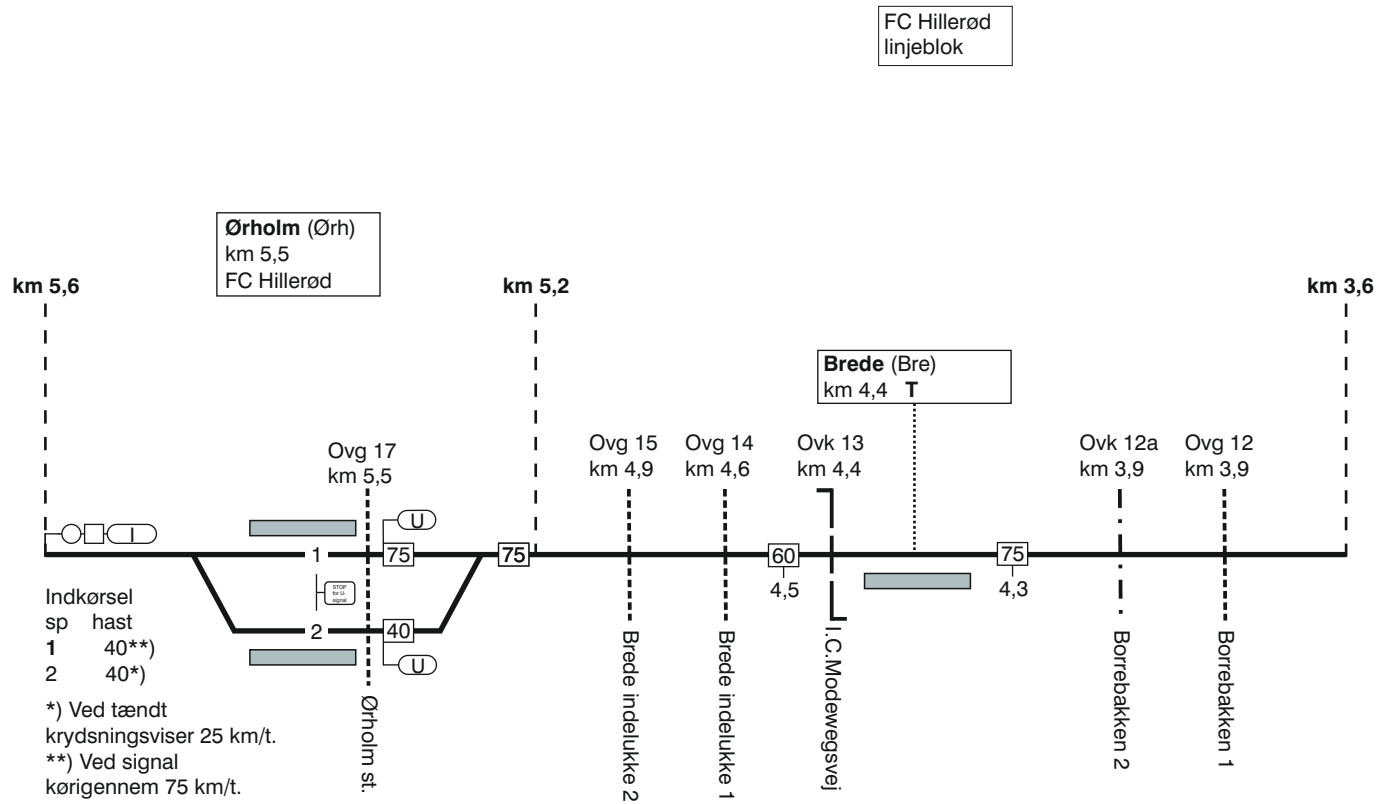 FC Hillerød
linjeblok
Ørholm (Ørh)
km 5,5
FC Hillerød
km 5,6
km 5,2
km 3,6
Brede (Bre)
km 4,4 T
Ovg 17
km 5,5
Ovg 15
km 4,9
Ovg 14
km 4,6
Ovk 13
km 4,4
Ovk 12a
km 3,9
Ovg 12
km 3,9
I
U
1
75
75
60
75
4,5
4,3
STOP
for U-
signal
2
40
U
Indkørsel
sp hast
1 40**)
2 40*)
*) Ved tændt
krydsningsviser 25 km/t.
**) Ved signal
kørigennem 75 km/t.
Ørholm st.
Brede indelukke 2
Brede indelukke 1
I.C.Modewegsvej
Borrebakken 2
Borrebakken 1